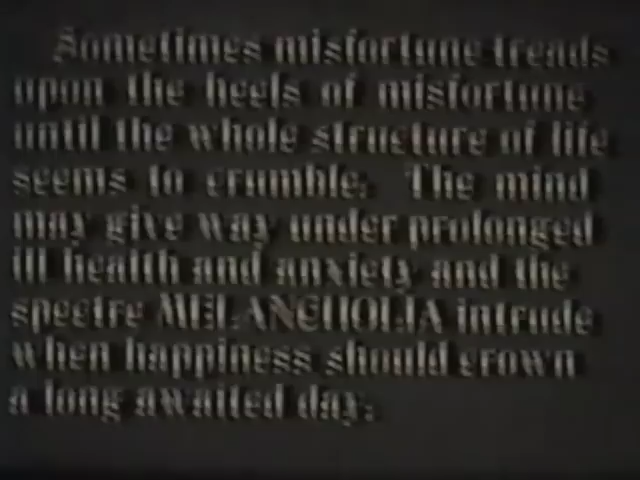 Sometimes misfortune trends
upon the heels of misfortune
until the whole structure of life
seems to crumble. The mind
may give way under prolonged
ill health and anxiety and the
spectre MELANCHOLIA intrude
when happiness should crown
a long awaited day.